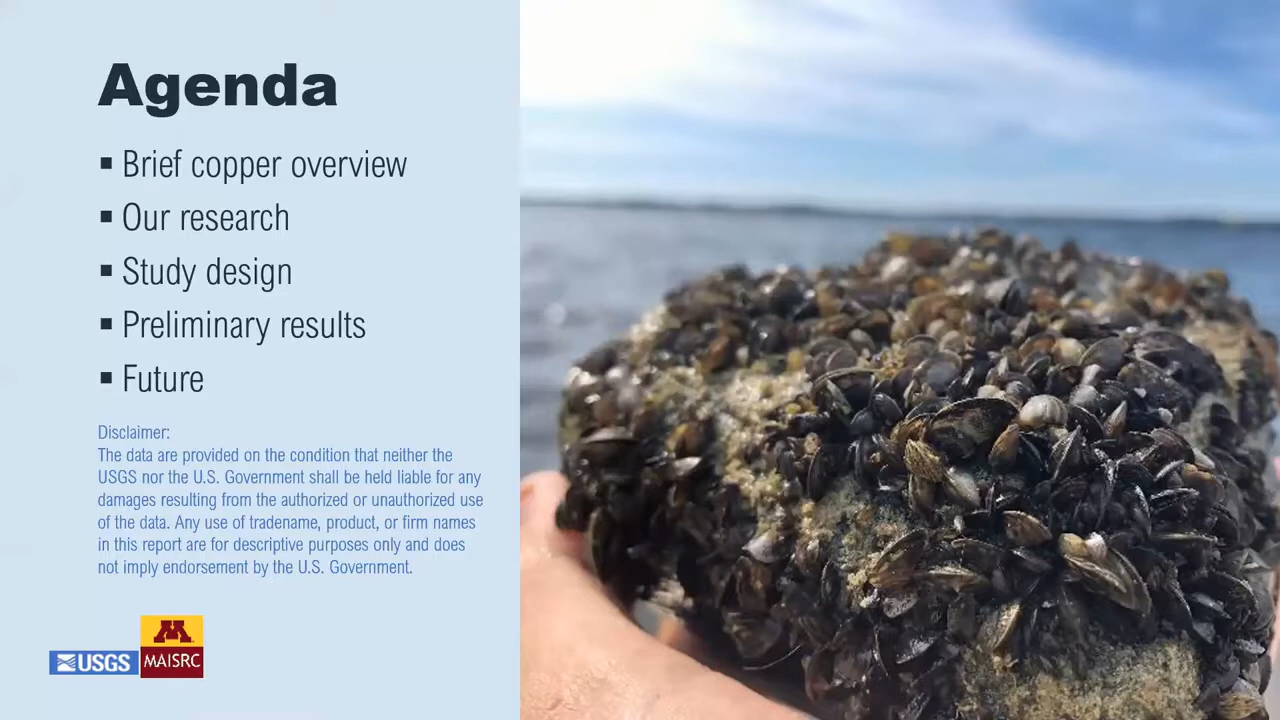 Agenda
▪ Brief copper overview
▪ Our research
▪ Study design
▪ Preliminary results
▪ Future
Disclaimer:
The data are provided on the condition that neither the
USGS nor the U.S. Government shall be held liable for any
damages resulting from the authorized or unauthorized use
of the data. Any use of tradename, product, or firm names
in this report are for descriptive purposes only and does
not imply endorsement by the U.S. Government.
USGS
M
MAISRC